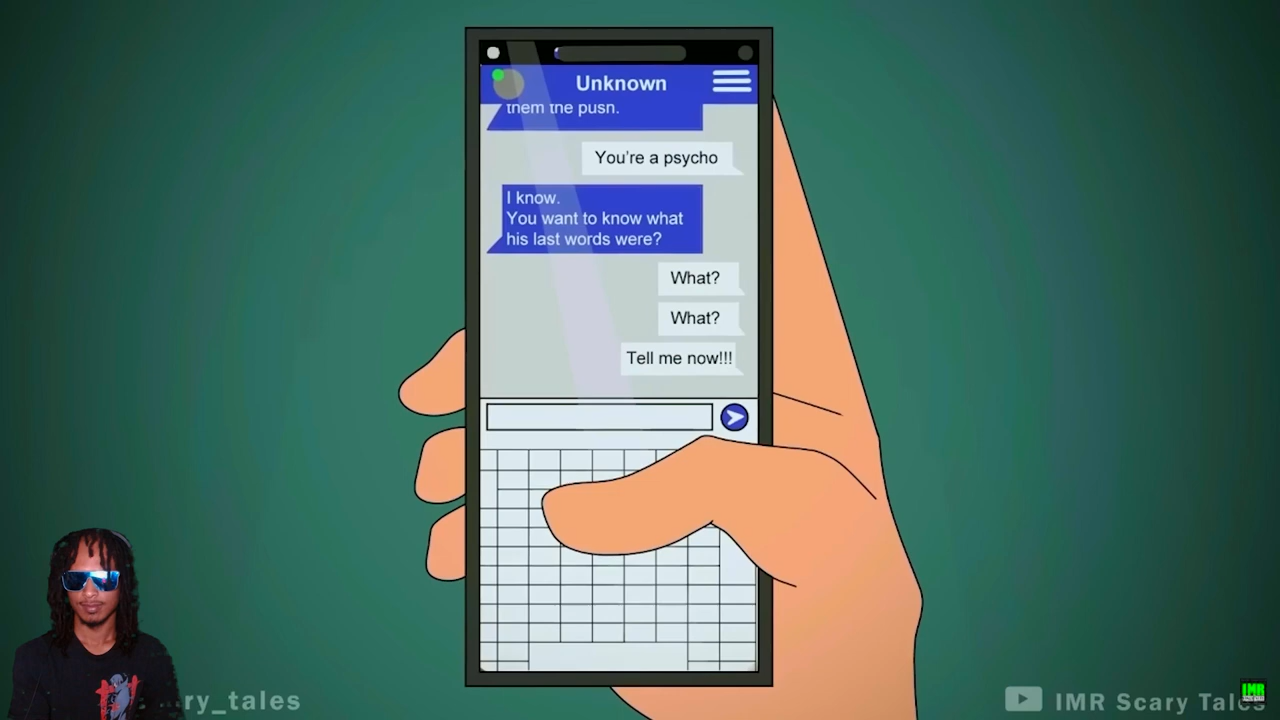 Unknown
them the push.
You're a psycho
I know.
You want to know what
his last words were?
What?
What?
Tell me now!!!
ry_tales
IMR Scary Tales
IMR